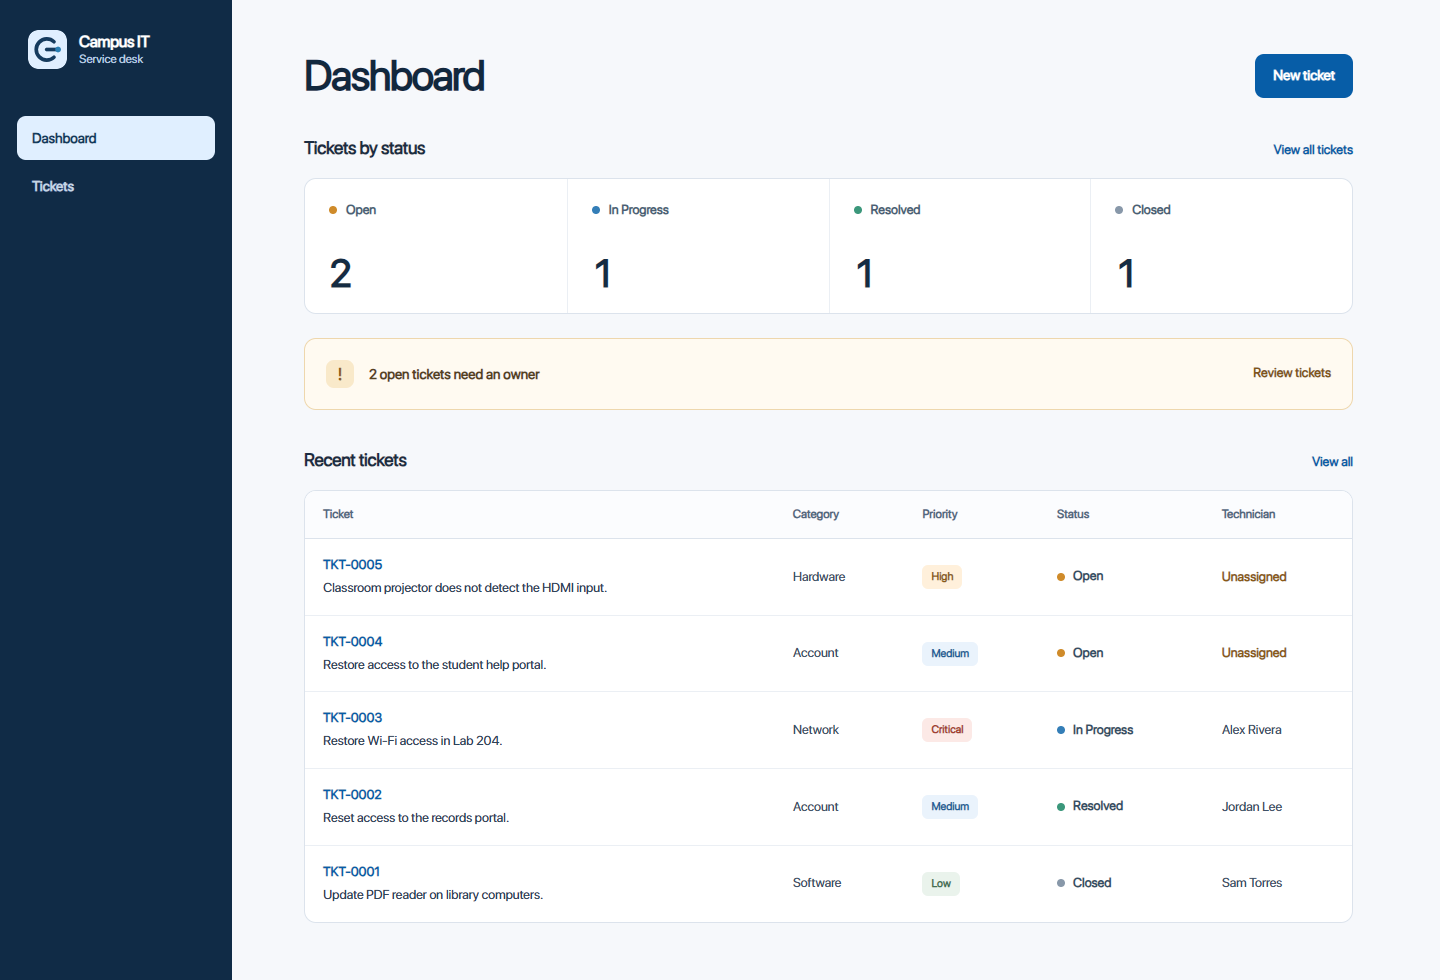 Campus IT
Service desk
Dashboard
Tickets
Dashboard
New ticket
Tickets by status
View all tickets
Open
In Progress
Resolved
Closed
2
1
1
1
!
2 open tickets need an owner
Review tickets
Recent tickets
View all
Ticket Category Priority Status Technician
TKT-0005
Classroom projector does not detect the HDMI input.
Hardware High Open Unassigned
TKT-0004
Restore access to the student help portal.
Account Medium Open Unassigned
TKT-0003
Restore Wi-Fi access in Lab 204.
Network Critical In Progress Alex Rivera
TKT-0002
Reset access to the records portal.
Account Medium Resolved Jordan Lee
TKT-0001
Update PDF reader on library computers.
Software Low Closed Sam Torres